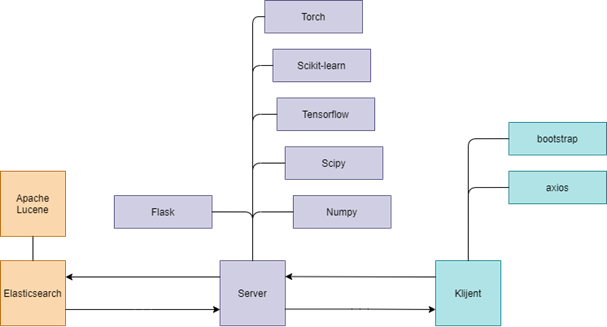 Torch
Scikit-learn
Tensorflow
bootstrap
Scipy
axios
Apache
Lucene
Flask
Numpy
Elasticsearch
Server
Klijent